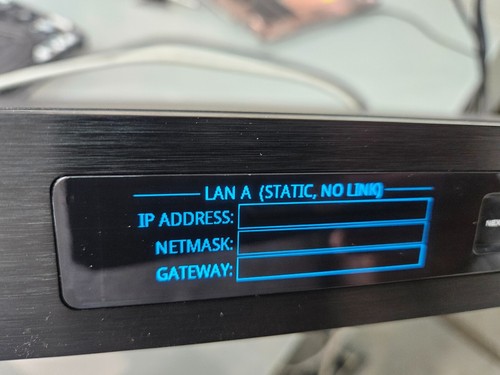 LAN A (STATIC, NO LINK)
IP ADDRESS:
NETMASK:
GATEWAY: